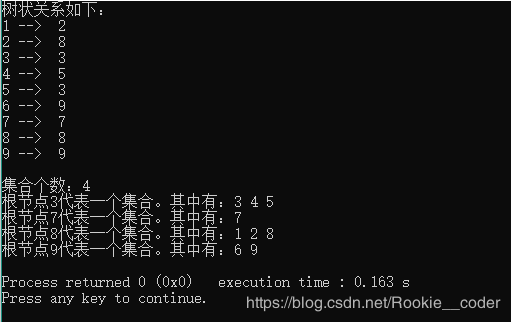 树状关系如下:
1 -->  2
2 -->  8
3 -->  3
4 -->  5
5 -->  3
6 -->  9
7 -->  7
8 -->  8
9 -->  9
集合个数: 4
根节点3代表一个集合。其中有: 3 4 5
根节点7代表一个集合。其中有: 7
根节点8代表一个集合。其中有: 1 2 8
根节点9代表一个集合。其中有: 6 9
Process returned 0 (0x0)   execution time : 0.163 s
Press any key to continue.
https://blog.csdn.net/Rookie__coder